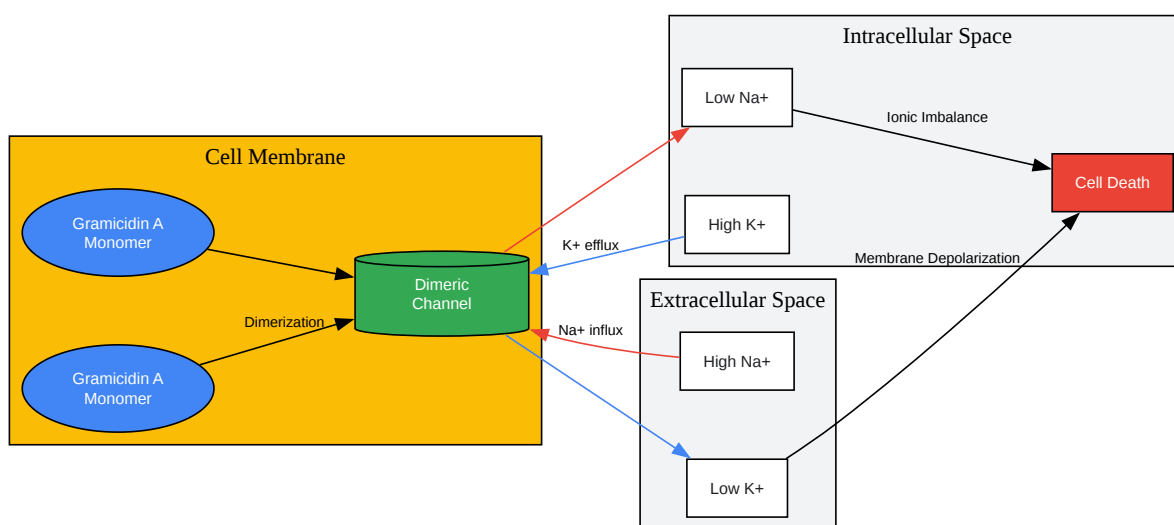 Intracellular Space
Low Na+
Ionic Imbalance
Cell Death
High K+
Membrane Depolarization
Cell Membrane
Gramicidin A
Monomer
K+ efflux
Dimeric
Channel
Dimerization
Na+ influx
Gramicidin A
Monomer
Extracellular Space
High Na+
Low K+